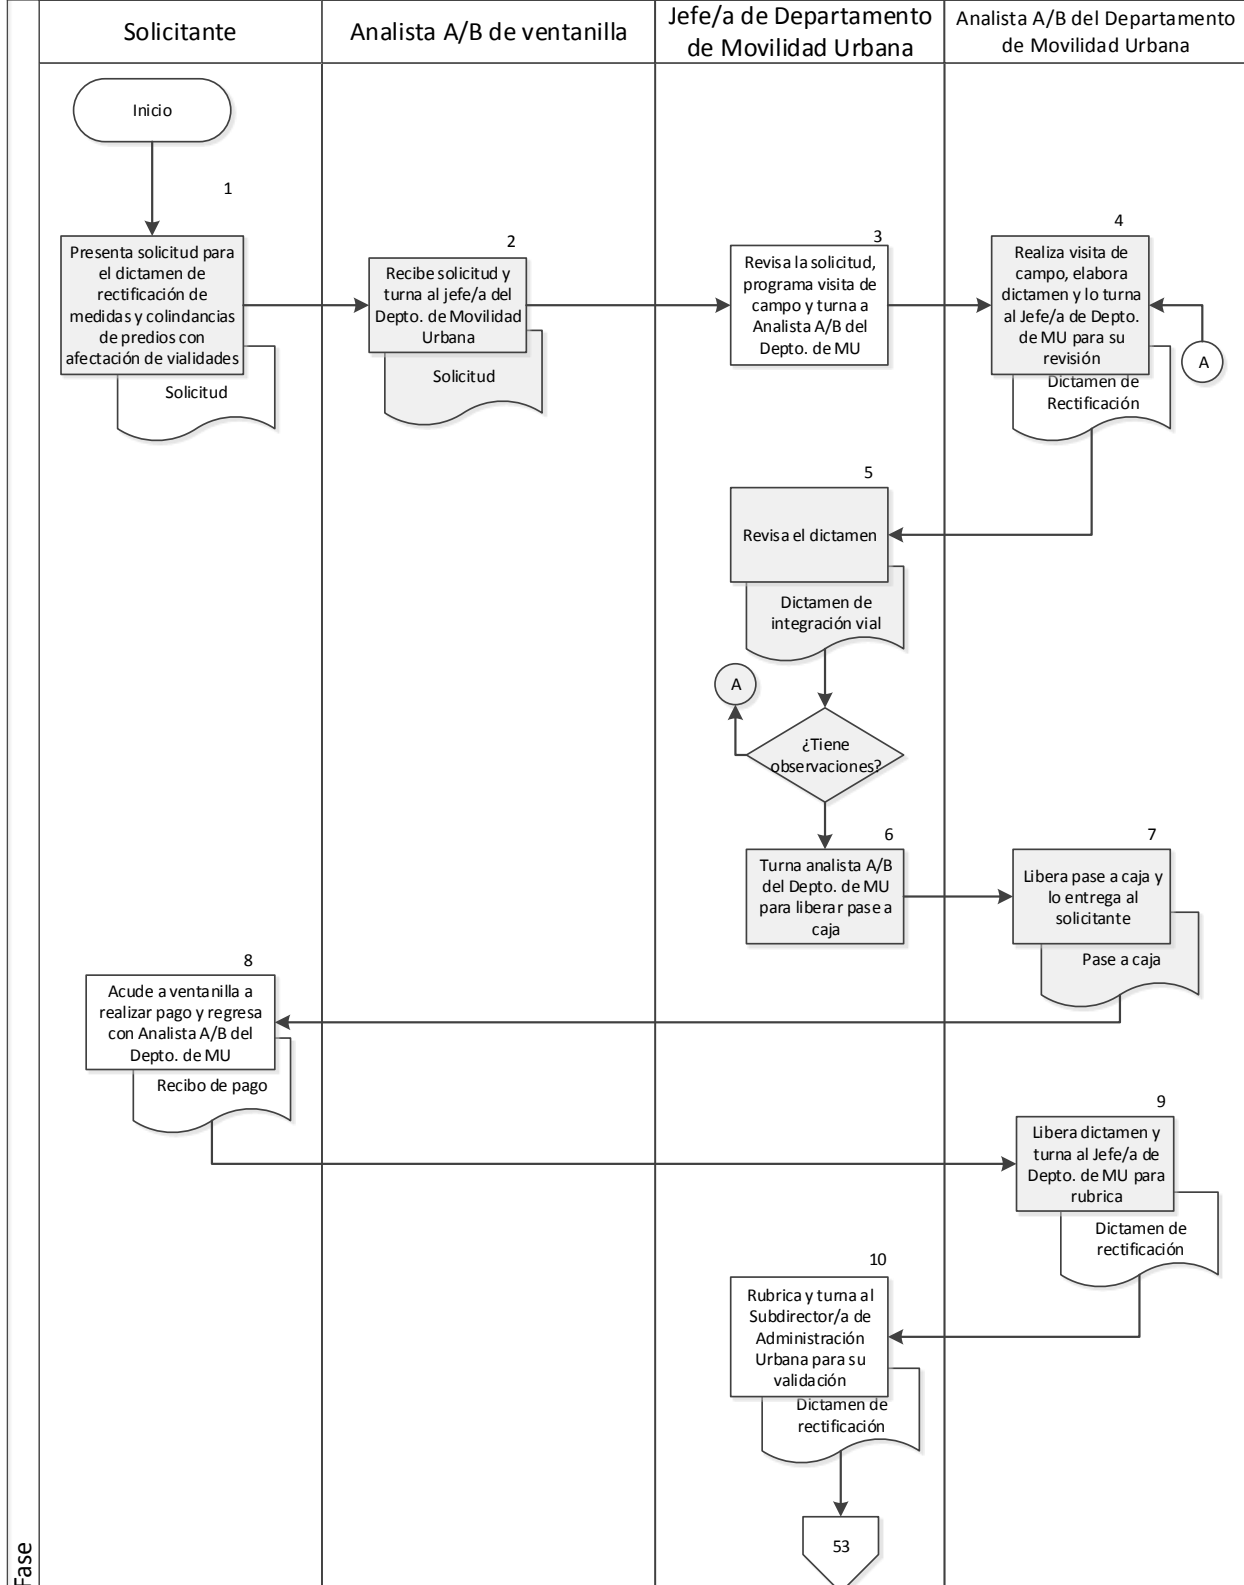 Solicitante
Analista A/B de ventanilla
Jefe/a de Departamento
de Movilidad Urbana
Analista A/B del Departamento
de Movilidad Urbana
Inicio
1
Presenta solicitud para
el dictamen de
rectificación de
medidas y colindancias
de predios con
afectación de vialidades
Solicitud
2
Recibe solicitud y
turna al jefe/a del
Depto. de Movilidad
Urbana
Solicitud
3
Revisa la solicitud,
programa visita de
campo y turna a
Analista A/B del
Depto. de MU
4
Realiza visita de
campo, elabora
dictamen y lo turna
al Jefe/a de Depto.
de MU para su
revisión
A
Dictamen de
Rectificación
5
Revisa el dictamen
Dictamen de
integración vial
A
¿Tiene
observaciones?
6
Turna analista A/B
del Depto. de MU
para liberar pase a
caja
7
Libera pase a caja y
lo entrega al
solicitante
Pase a caja
8
Acude a ventanilla a
realizar pago y regresa
con Analista A/B del
Depto. de MU
Recibo de pago
9
Libera dictamen y
turna al Jefe/a de
Depto. de MU para
rubrica
Dictamen de
rectificación
10
Rubrica y turna al
Subdirector/a de
Administración
Urbana para su
validación
Dictamen de
rectificación
53
Fase